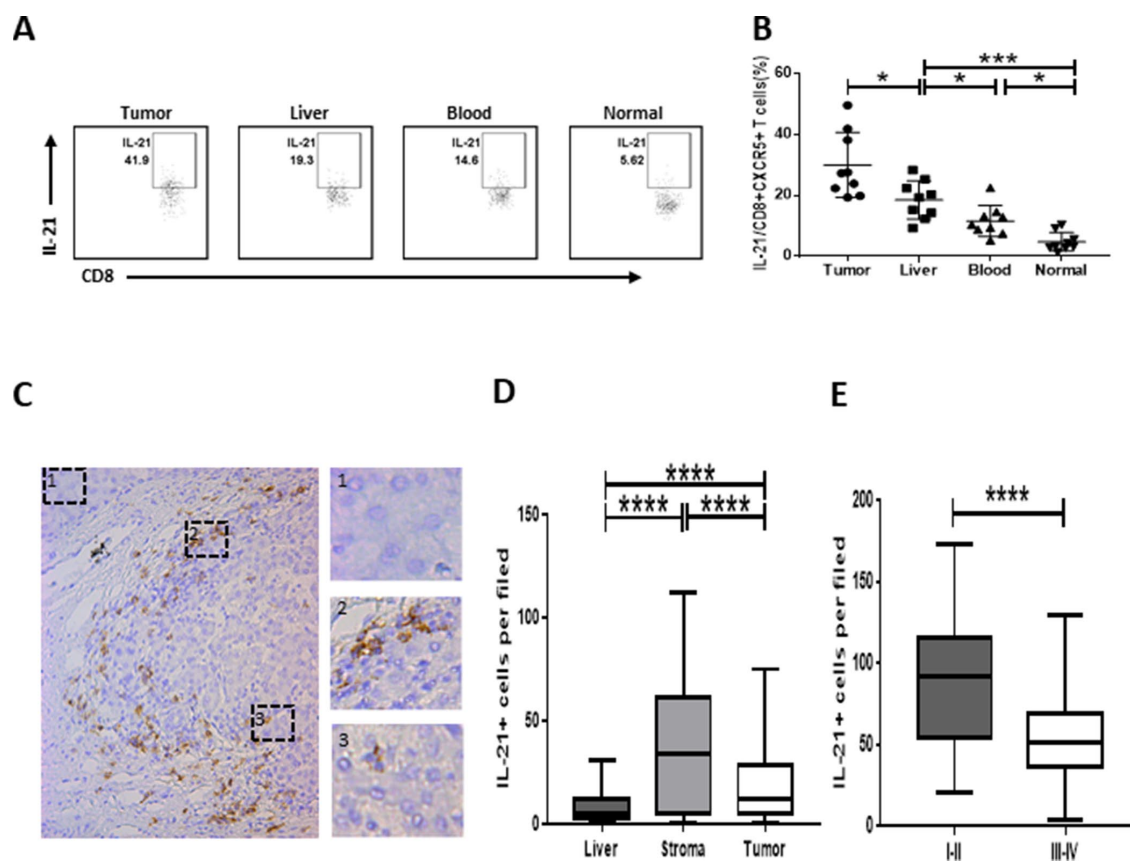 A
Tumor Liver Blood Normal
IL-21 IL-21 IL-21 IL-21
41.9 19.3 14.6 5.62
IL-21
CD8
B
***
* * *
IL-21/CD8+CXCR5+ T cells(%)
60
40
20
0
Tumor Liver Blood Normal
C
1
2
3
1
2
3
D
****
**** ****
IL-21+ cells per filed
150
100
50
0
Liver Stroma Tumor
E
****
IL-21+ cells per filed
200
150
100
50
0
I-II III-IV